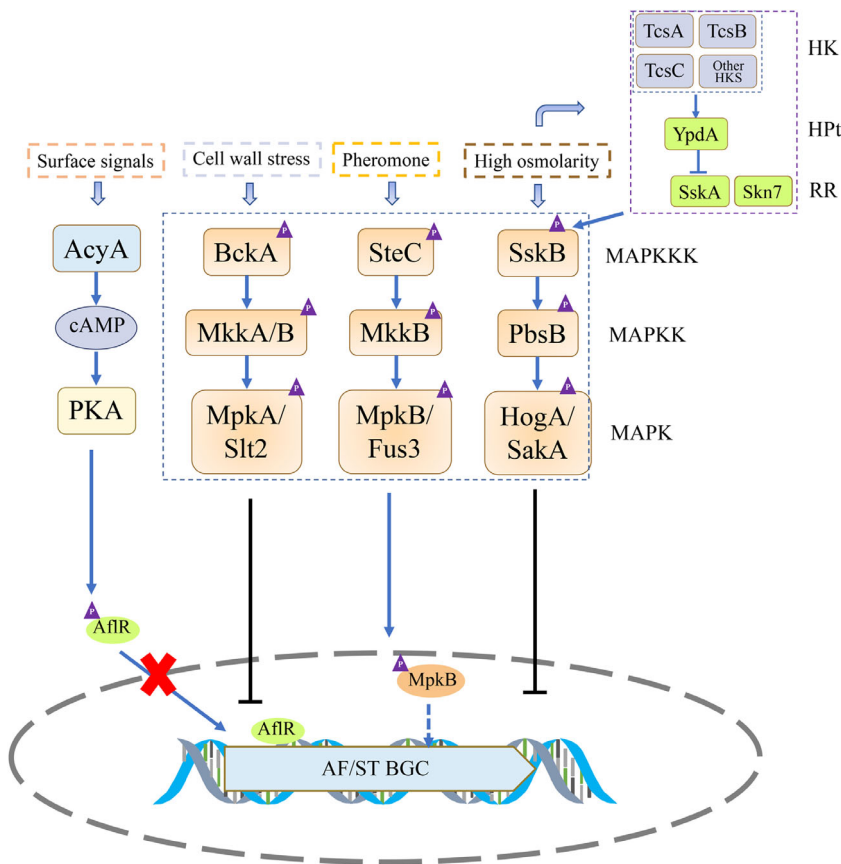 TcsA
TcsB
HK
TcsC
Other
HKS
YpdA
HPt
SskA
Skn7
RR
Surface signals
Cell wall stress
Pheromone
High osmolarity
P
P
P
AcyA
BckA
SteC
SskB
MAPKKK
P
P
P
cAMP
MkkA/B
MkkB
PbsB
MAPKK
P
P
P
PKA
MpkA/
Slt2
MpkB/
Fus3
HogA/
SakA
MAPK
P
AflR
P
MpkB
AflR
AF/ST BGC